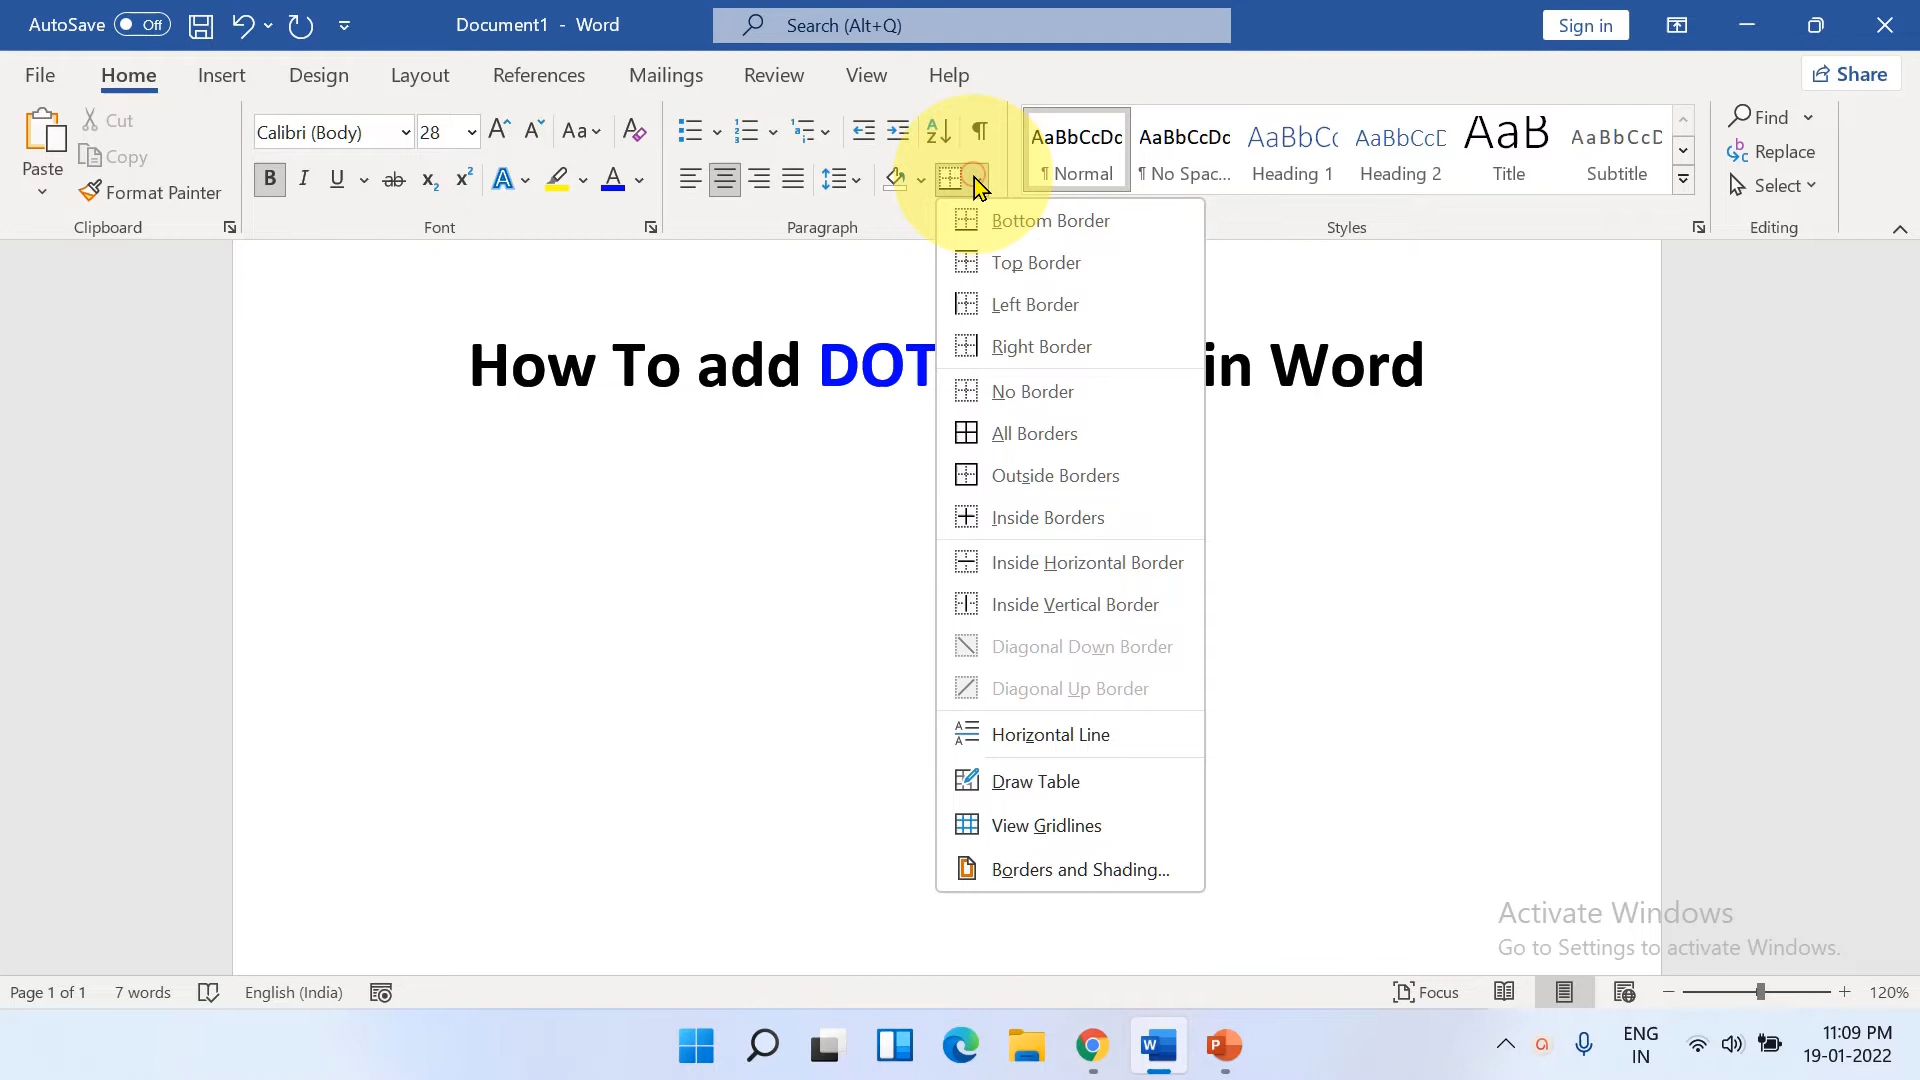 AutoSave Off Document1 - Word Search (Alt+Q) Sign in
File Home Insert Design Layout References Mailings Review View Help Share
Paste Cut Copy Format Painter
Calibri (Body) 28 Aa
B I U ab x₂ x² A A
AaBbCcDc AaBbCcDc AaBbCc AaBbCcD AaB AaBbCcD
¶ Normal ¶ No Spac... Heading 1 Heading 2 Title Subtitle
Find
Replace
Select
Clipboard Font Paragraph Styles Editing
Bottom Border
Top Border
Left Border
Right Border
No Border
All Borders
Outside Borders
Inside Borders
Inside Horizontal Border
Inside Vertical Border
Diagonal Down Border
Diagonal Up Border
Horizontal Line
Draw Table
View Gridlines
Borders and Shading...
How To add DOT in Word
Activate Windows
Go to Settings to activate Windows.
Page 1 of 1 7 words English (India) Focus 120%
ENG
IN
11:09 PM
19-01-2022